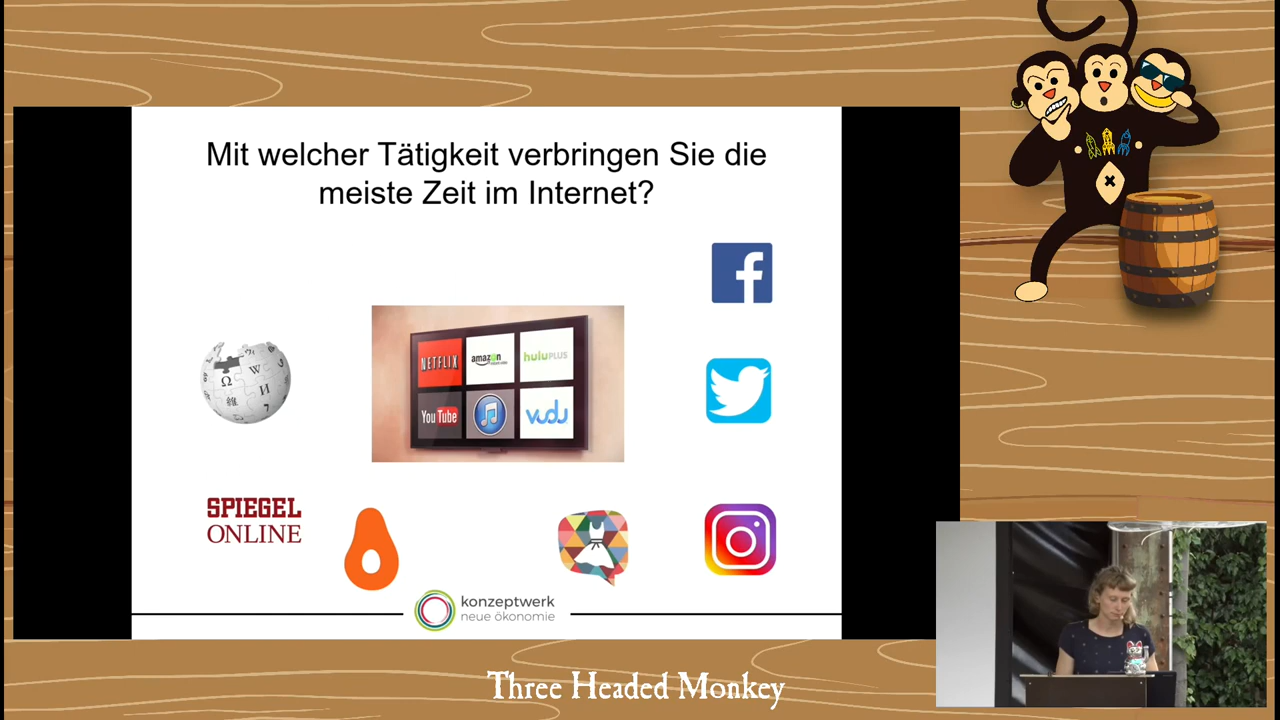 Mit welcher Tätigkeit verbringen Sie die
meiste Zeit im Internet?
NETFLIX
amazon
huluPLUS
YouTube
vudu
Ω
W
И
SPIEGEL
ONLINE
konzeptwerk
neue ökonomie
Three Headed Monkey